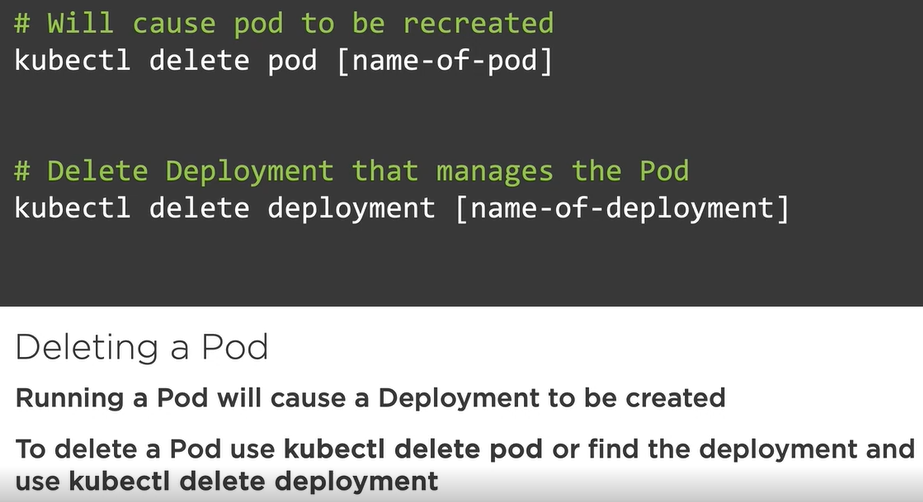 # Will cause pod to be recreated
kubectl delete pod [name-of-pod]
# Delete Deployment that manages the Pod
kubectl delete deployment [name-of-deployment]
Deleting a Pod
Running a Pod will cause a Deployment to be created
To delete a Pod use kubectl delete pod or find the deployment and
use kubectl delete deployment